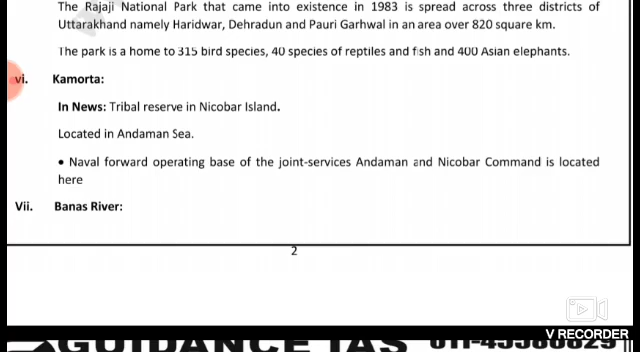 The Rajaji National Park that came into existence in 1983 is spread across three districts of
Uttarakhand namely Haridwar, Dehradun and Pauri Garhwal in an area over 820 square km.
The park is a home to 315 bird species, 40 species of reptiles and fish and 400 Asian elephants.
vi. Kamorta:
In News: Tribal reserve in Nicobar Island.
Located in Andaman Sea.
• Naval forward operating base of the joint-services Andaman and Nicobar Command is located
here
Vii. Banas River:
2
V RECORDER
GUIDANCE IAS